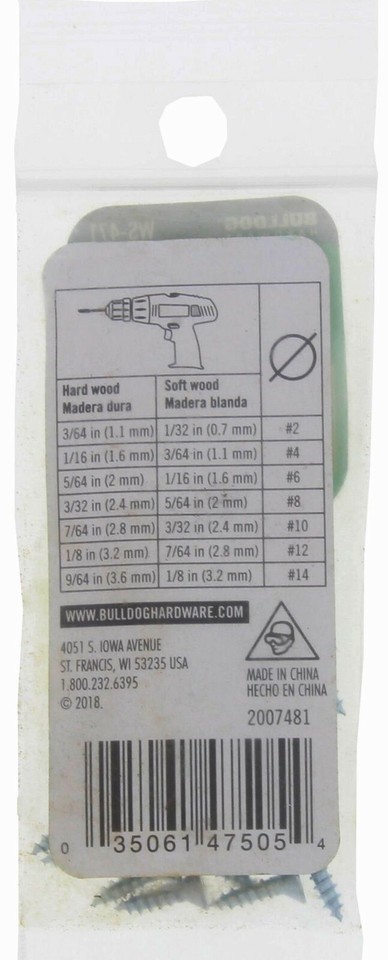 WS-471 BULLDOG
Hard wood Soft wood
Madera dura Madera blanda
3/64 in (1.1 mm) 1/32 in (0.7 mm) #2
1/16 in (1.6 mm) 3/64 in (1.1 mm) #4
5/64 in (2 mm) 1/16 in (1.6 mm) #6
3/32 in (2.4 mm) 5/64 in (2 mm) #8
7/64 in (2.8 mm) 3/32 in (2.4 mm) #10
1/8 in (3.2 mm) 7/64 in (2.8 mm) #12
9/64 in (3.6 mm) 1/8 in (3.2 mm) #14
WWW.BULLDOGHARDWARE.COM
4051 S. IOWA AVENUE
ST. FRANCIS, WI 53235 USA
1.800.232.6395
© 2018.
MADE IN CHINA
HECHO EN CHINA
2007481
0 35061 47505 4